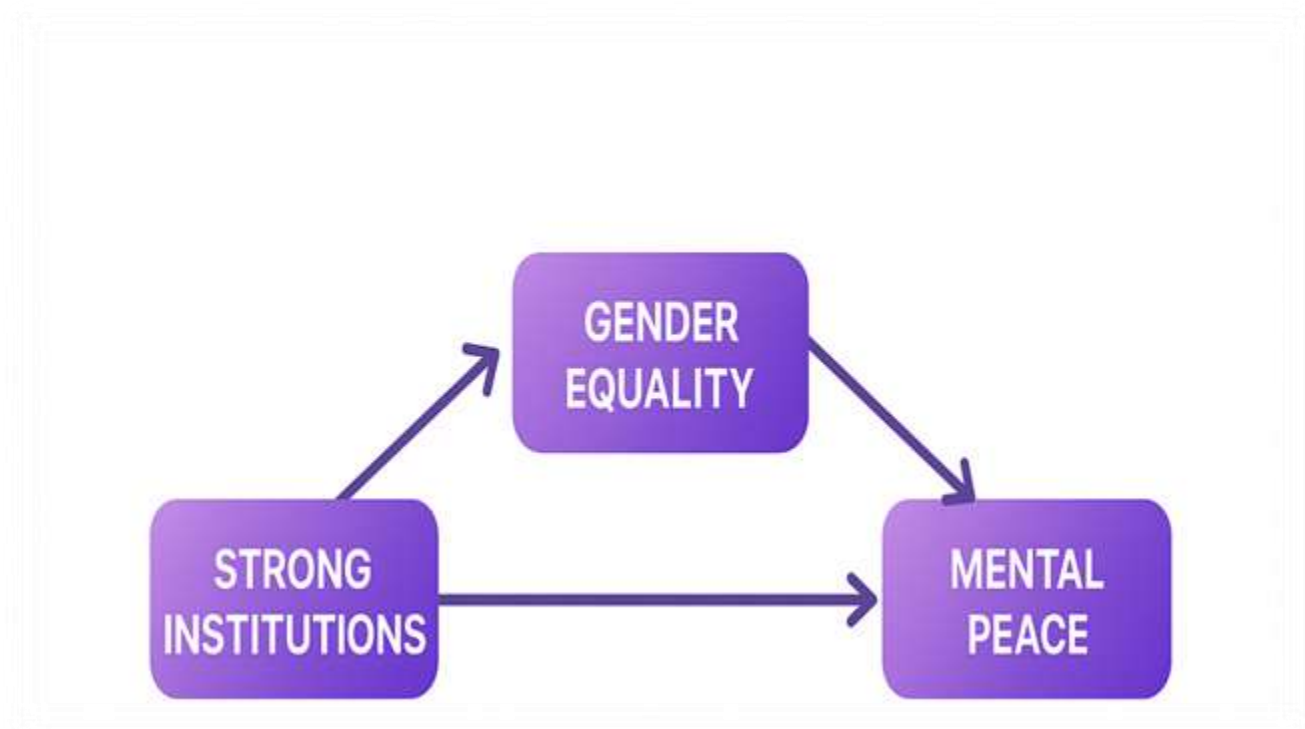 GENDER
EQUALITY
STRONG
INSTITUTIONS
MENTAL
PEACE